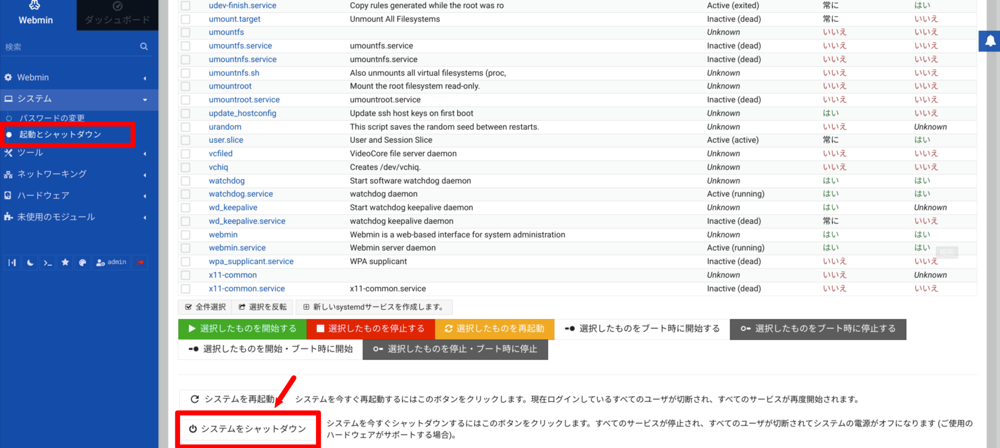 Webmin
ダッシュボード
検索
Webmin
システム
パスワードの変更
起動とシャットダウン
ツール
ネットワーキング
ハードウェア
未使用のモジュール
admin
udev-finish.service Copy rules generated while the root was ro Active (exited) 常に はい
umount.target Unmount All Filesystems Inactive (dead) 常に いいえ
umountfs Unknown いいえ いいえ
umountfs.service umountfs.service Inactive (dead) いいえ いいえ
umountnfs.service umountnfs.service Inactive (dead) いいえ いいえ
umountnfs.sh Also unmounts all virtual filesystems (proc, Unknown いいえ いいえ
umountroot Mount the root filesystem read-only. Unknown いいえ いいえ
umountroot.service umountroot.service Inactive (dead) いいえ いいえ
update_hostconfig Update ssh host keys on first boot Unknown はい いいえ
urandom This script saves the random seed between restarts. Unknown いいえ Unknown
user.slice User and Session Slice Active (active) 常に はい
vcfiled VideoCore file server daemon Unknown いいえ いいえ
vchiq Creates /dev/vchiq. Unknown いいえ いいえ
watchdog Start software watchdog daemon Unknown はい はい
watchdog.service watchdog daemon Active (running) はい はい
wd_keepalive Start watchdog keepalive daemon Unknown はい Unknown
wd_keepalive.service watchdog keepalive daemon Inactive (dead) 常に いいえ
webmin Webmin is a web-based interface for system administration Unknown はい はい
webmin.service Webmin server daemon Active (running) はい はい
矩形
wpa_supplicant.service WPA supplicant Inactive (dead) いいえ いいえ
x11-common Unknown いいえ Unknown
x11-common.service x11-common.service Inactive (dead) いいえ いいえ
全件選択 選択を反転 新しいsystemdサービスを作成します。
選択したものを開始する 選択したものを停止する 選択したものを再起動 選択したものをブート時に開始する 選択したものをブート時に停止する
選択したものを開始・ブート時に開始 選択したものを停止・ブート時に停止
システムを再起動 システムを今すぐ再起動するにはこのボタンをクリックします。現在ログインしているすべてのユーザが切断され、すべてのサービスが再度開始されます。
システムをシャットダウン システムを今すぐシャットダウンするにはこのボタンをクリックします。すべてのサービスが停止され、すべてのユーザが切断されてシステムの電源がオフになります (ご使用の
ハードウェアがサポートする場合)。